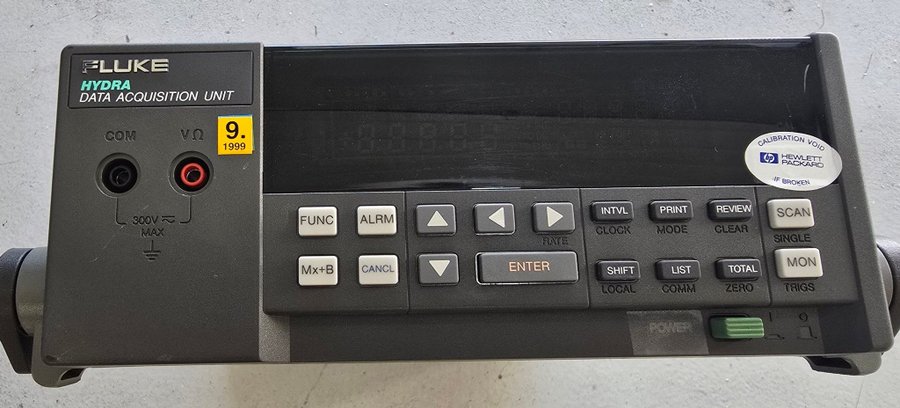 FLUKE
HYDRA
DATA ACQUISITION UNIT
COM
VΩ
9.
1999
300V
MAX
CALIBRATION VOID
hp HEWLETT
PACKARD
IF BROKEN
FUNC
ALRM
Mx+B
CANCL
RATE
ENTER
INTVL
PRINT
REVIEW
CLOCK
MODE
CLEAR
SHIFT
LIST
TOTAL
LOCAL
COMM
ZERO
SCAN
SINGLE
MON
TRIGS
POWER
I
O